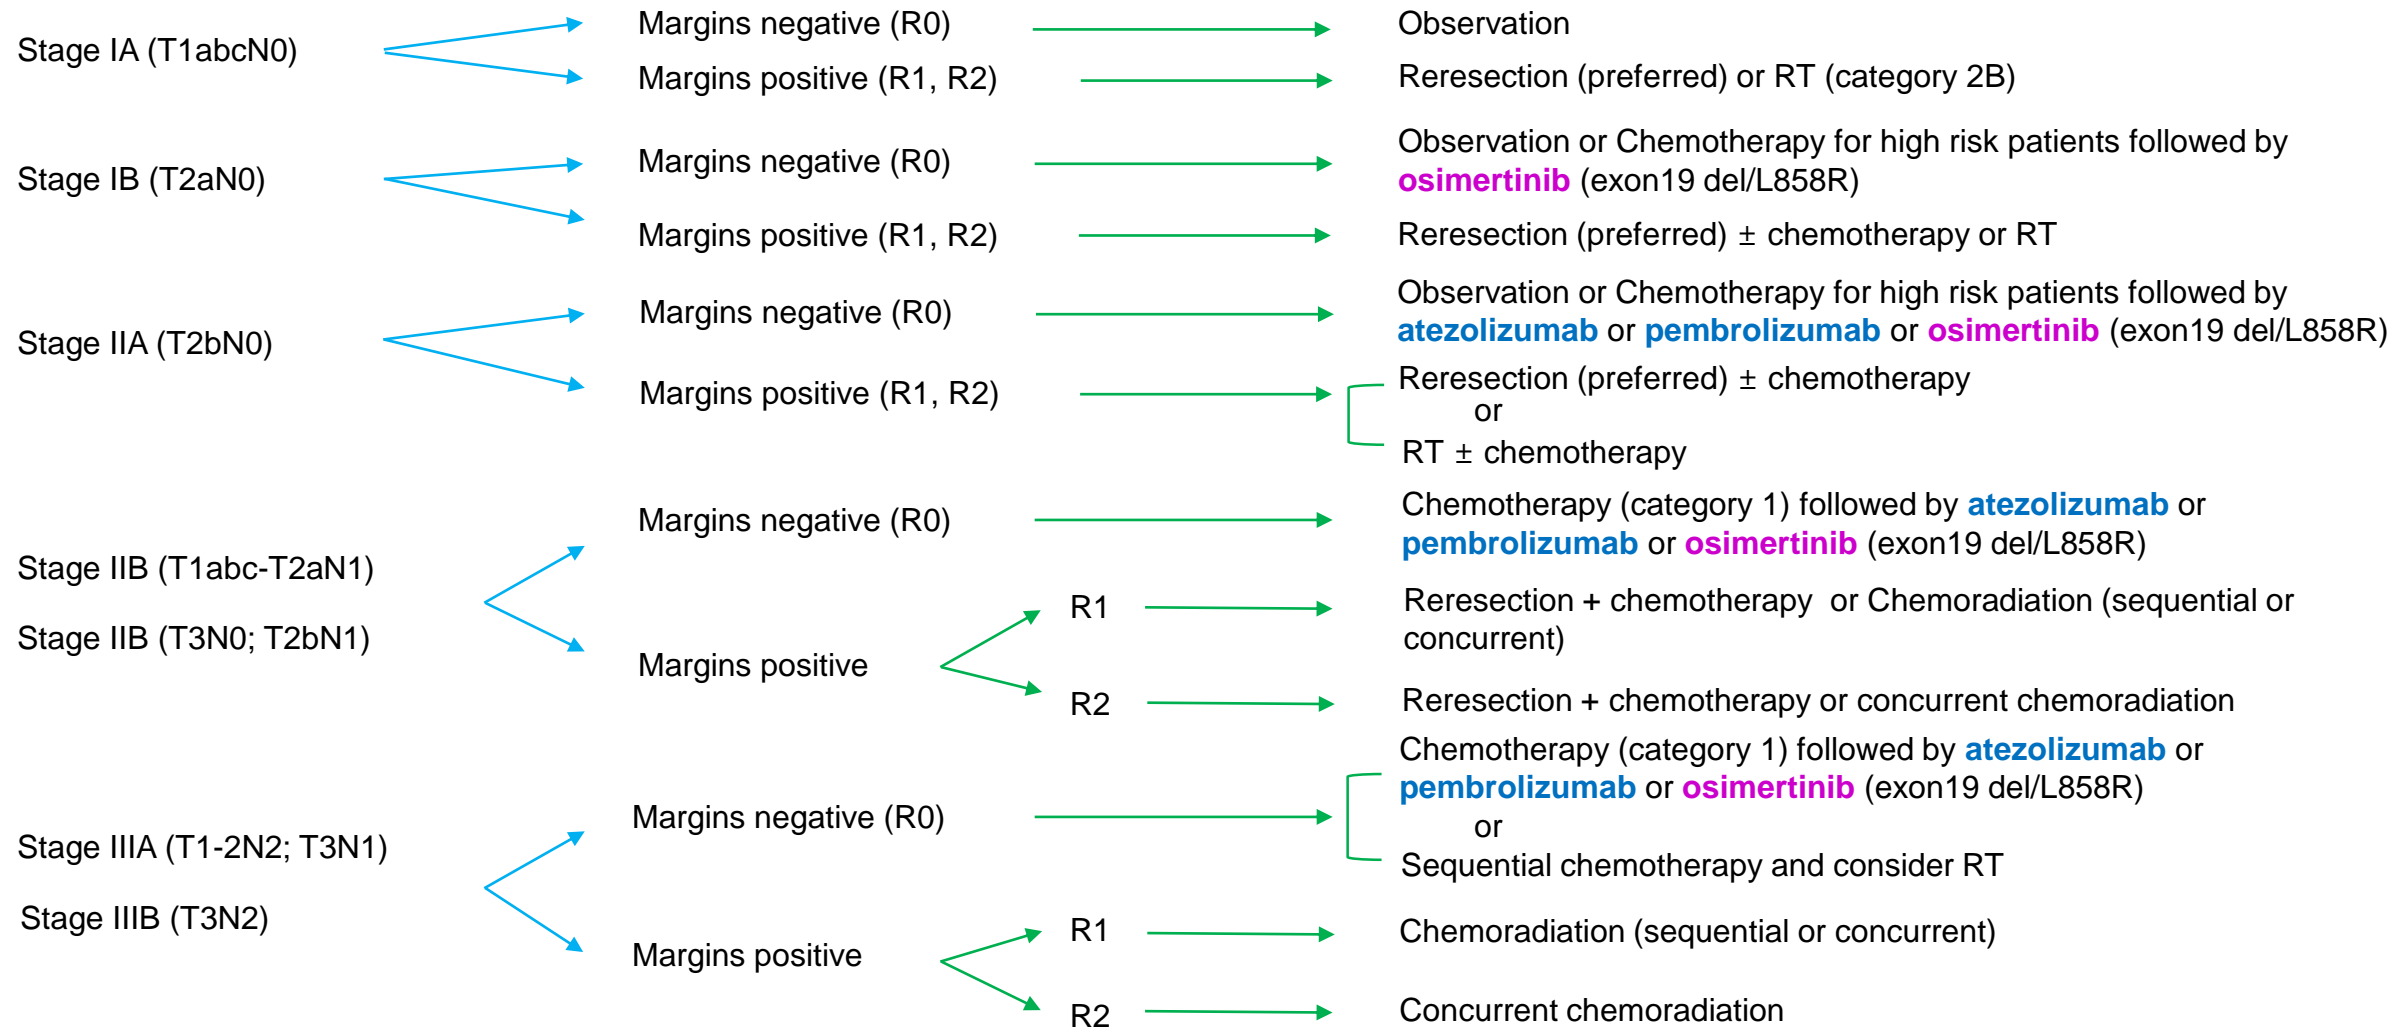 Stage IA (T1abcN0)
Margins negative (R0)
Observation
Margins positive (R1, R2)
Reresection (preferred) or RT (category 2B)
Stage IB (T2aN0)
Margins negative (R0)
Observation or Chemotherapy for high risk patients followed by
osimertinib (exon19 del/L858R)
Margins positive (R1, R2)
Reresection (preferred) ± chemotherapy or RT
Stage IIA (T2bN0)
Margins negative (R0)
Observation or Chemotherapy for high risk patients followed by
atezolizumab or pembrolizumab or osimertinib (exon19 del/L858R)
Margins positive (R1, R2)
Reresection (preferred) ± chemotherapy
or
RT ± chemotherapy
Stage IIB (T1abc-T2aN1)
Stage IIB (T3N0; T2bN1)
Margins negative (R0)
Chemotherapy (category 1) followed by atezolizumab or
pembrolizumab or osimertinib (exon19 del/L858R)
Margins positive
R1
Reresection + chemotherapy or Chemoradiation (sequential or
concurrent)
R2
Reresection + chemotherapy or concurrent chemoradiation
Stage IIIA (T1-2N2; T3N1)
Stage IIIB (T3N2)
Margins negative (R0)
Chemotherapy (category 1) followed by atezolizumab or
pembrolizumab or osimertinib (exon19 del/L858R)
or
Sequential chemotherapy and consider RT
Margins positive
R1
Chemoradiation (sequential or concurrent)
R2
Concurrent chemoradiation